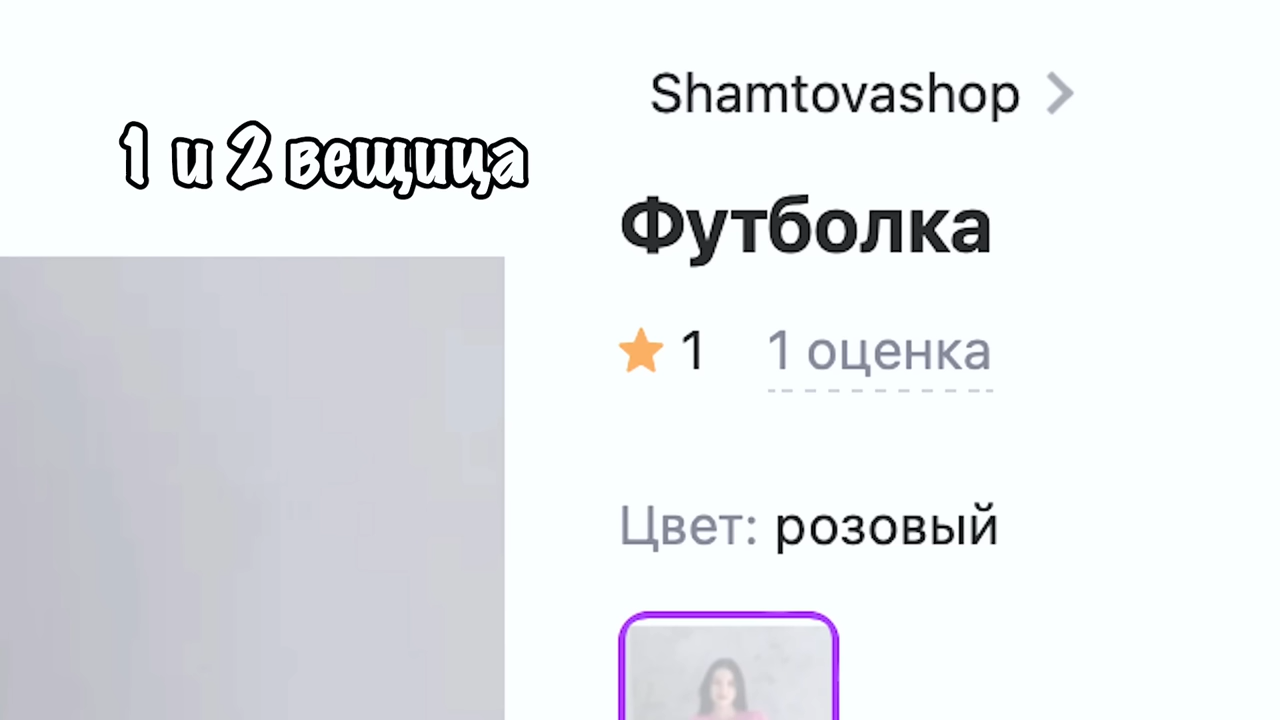 Shamtovashop
1 и 2 вещица
Футболка
1 1 оценка
Цвет: розовый